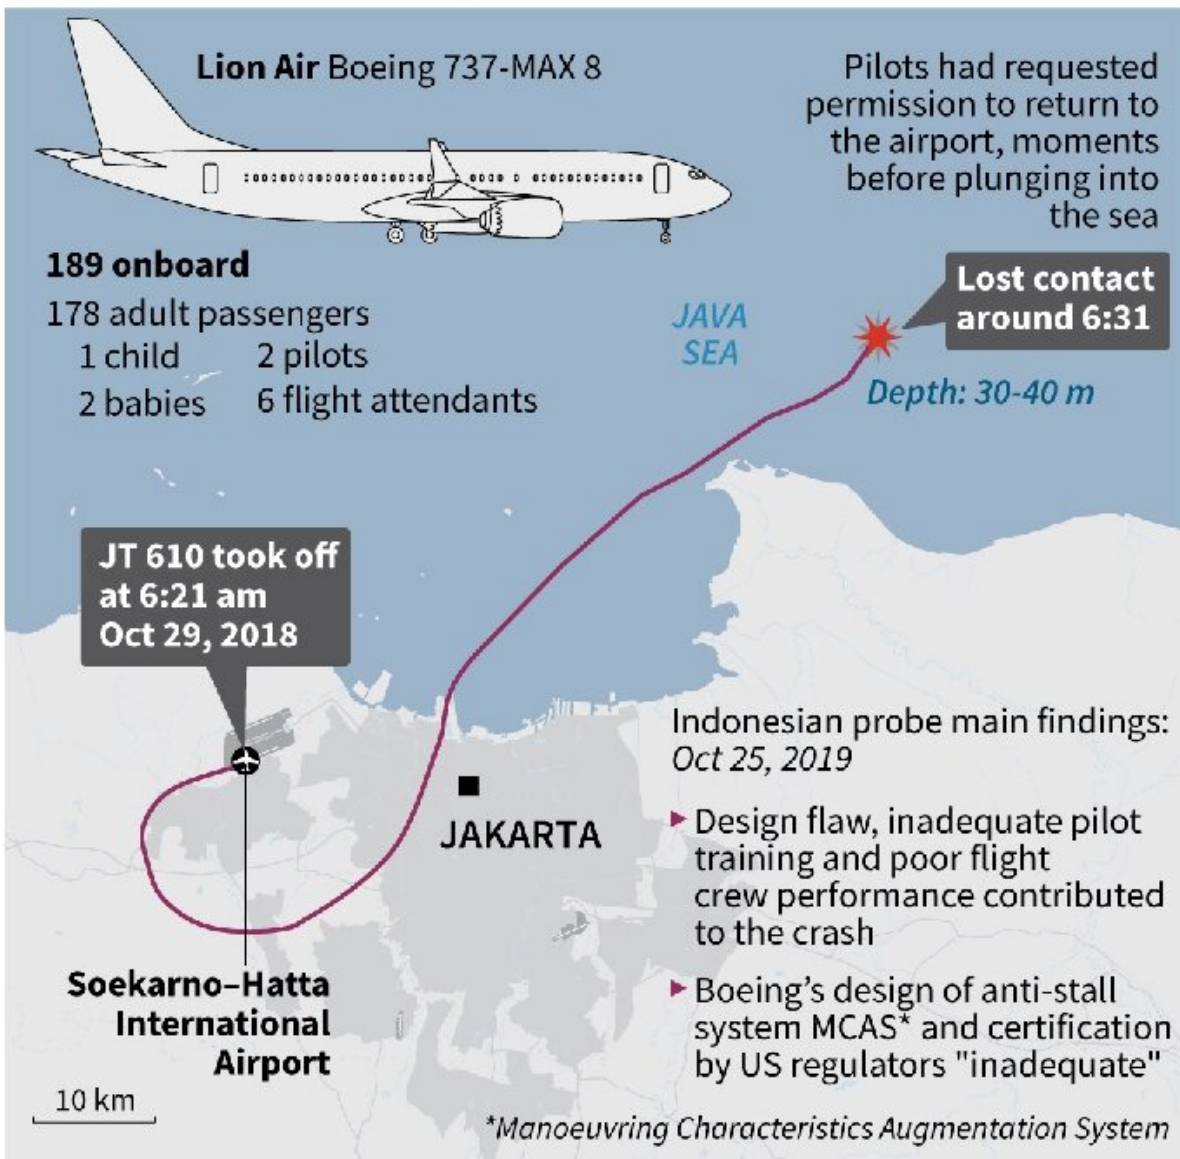 Lion Air Boeing 737-MAX 8
Pilots had requested
permission to return to
the airport, moments
before plunging into
the sea
189 onboard
178 adult passengers
1 child
2 pilots
2 babies
6 flight attendants
JAVA
SEA
Lost contact
around 6:31
Depth: 30-40 m
JT 610 took off
at 6:21 am
Oct 29, 2018
JAKARTA
Soekarno–Hatta
International
Airport
10 km
Indonesian probe main findings:
Oct 25, 2019
Design flaw, inadequate pilot
training and poor flight
crew performance contributed
to the crash
Boeing's design of anti-stall
system MCAS* and certification
by US regulators "inadequate"
*Manoeuvring Characteristics Augmentation System